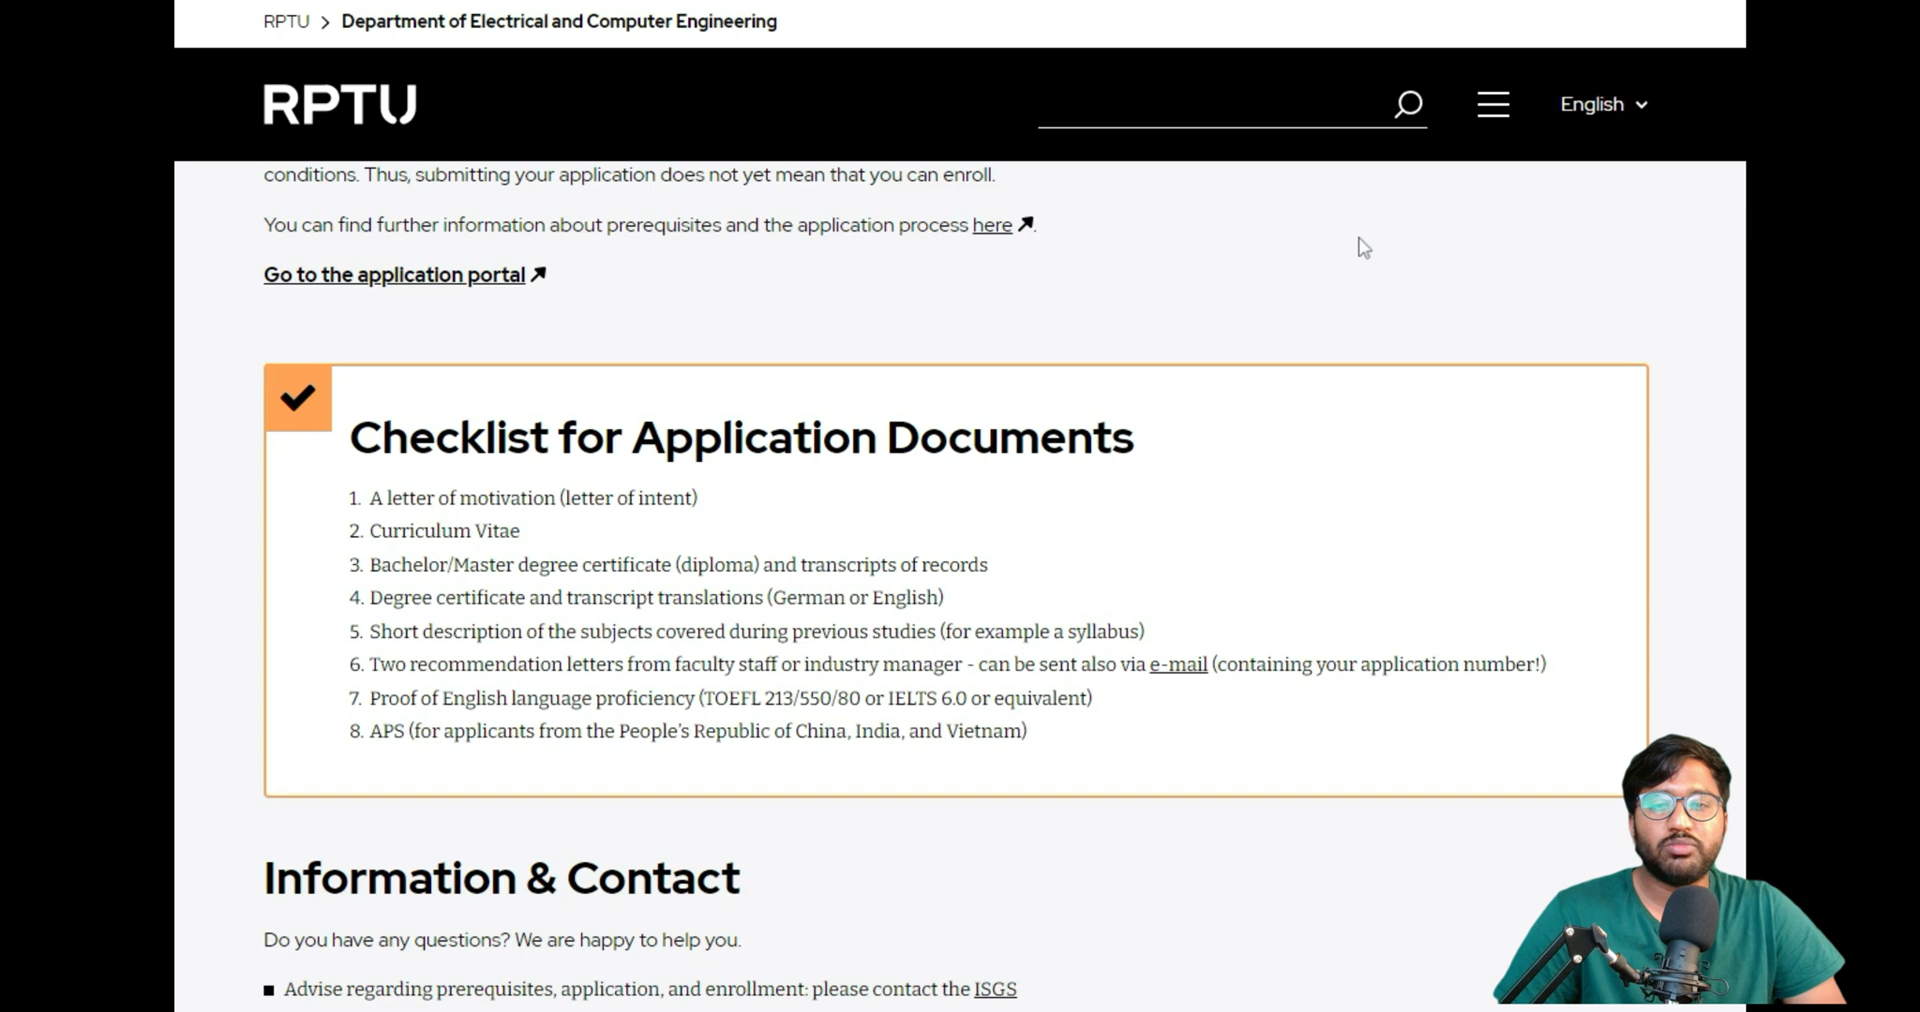 RPTU > Department of Electrical and Computer Engineering
RPTU
English
conditions. Thus, submitting your application does not yet mean that you can enroll.
You can find further information about prerequisites and the application process here.
Go to the application portal
Checklist for Application Documents
1. A letter of motivation (letter of intent)
2. Curriculum Vitae
3. Bachelor/Master degree certificate (diploma) and transcripts of records
4. Degree certificate and transcript translations (German or English)
5. Short description of the subjects covered during previous studies (for example a syllabus)
6. Two recommendation letters from faculty staff or industry manager - can be sent also via e-mail (containing your application number!)
7. Proof of English language proficiency (TOEFL 213/550/80 or IELTS 6.0 or equivalent)
8. APS (for applicants from the People's Republic of China, India, and Vietnam)
Information & Contact
Do you have any questions? We are happy to help you.
Advise regarding prerequisites, application, and enrollment: please contact the ISGS